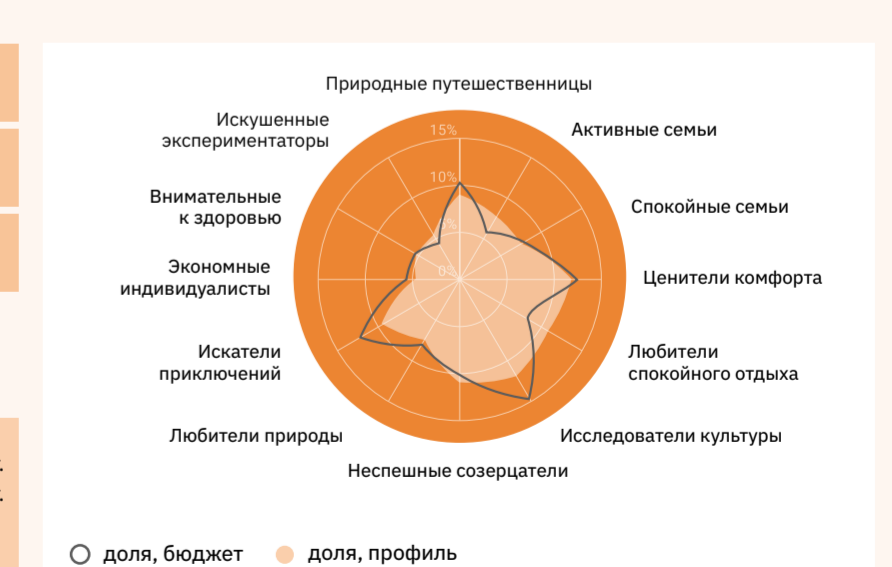 Природные путешественницы
Искушенные
экспериментаторы
15%
Активные семьи
10%
Внимательные
к здоровью
Спокойные семьи
Экономные
индивидуалисты
0%
Ценители комфорта
Искатели
приключений
Любители
спокойного отдыха
Любители природы
Исследователи культуры
Неспешные созерцатели
доля, бюджет
доля, профиль